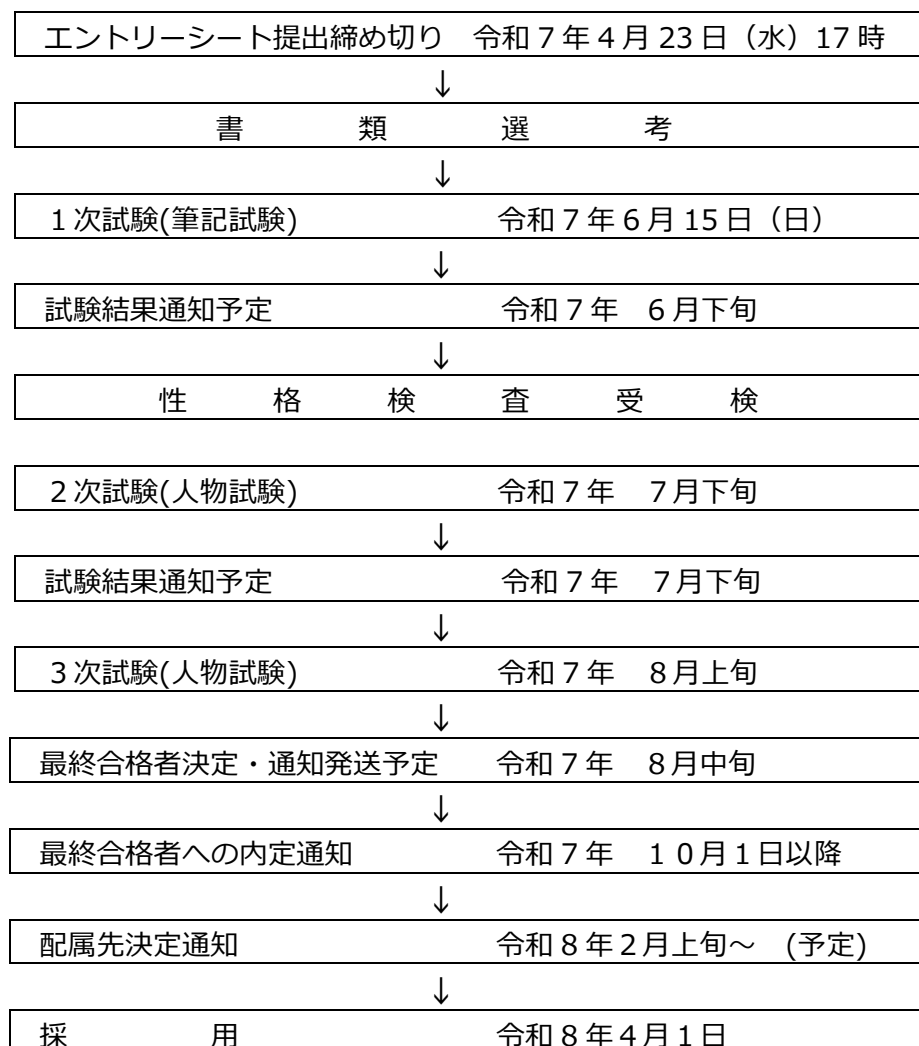 エントリーシート提出締め切り　令和７年４月 23 日（水）17 時
↓
書　類　選　考
↓
１次試験(筆記試験)　令和７年６月 15 日（日）
↓
試験結果通知予定　令和７年　６月下旬
↓
性　格　検　査　受　検
２次試験(人物試験)　令和７年　７月下旬
↓
試験結果通知予定　令和７年　７月下旬
↓
３次試験(人物試験)　令和７年　８月上旬
↓
最終合格者決定・通知発送予定　令和７年　８月中旬
↓
最終合格者への内定通知　令和７年　１０月１日以降
↓
配属先決定通知　令和８年２月上旬～　(予定)
↓
採　用　令和８年４月１日